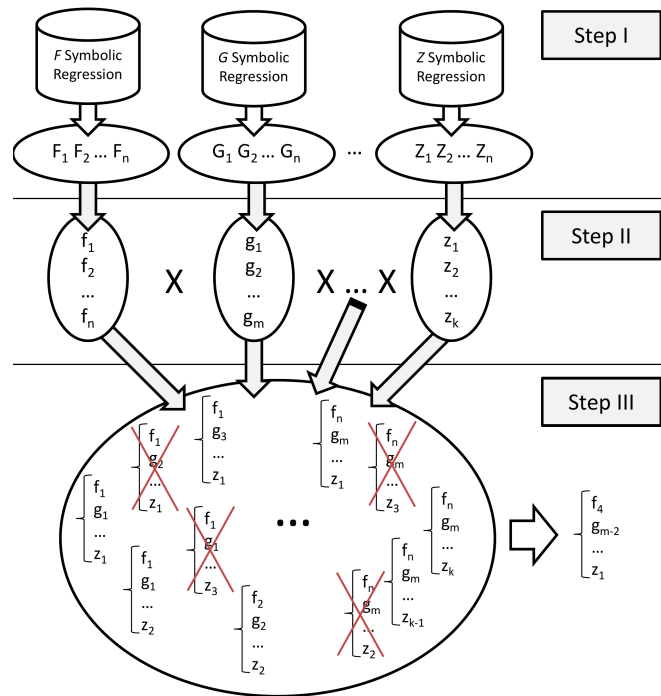 F Symbolic
Regression
G Symbolic
Regression
Z Symbolic
Regression
Step I
F₁ F₂ ... Fₙ
G₁ G₂ ... Gₙ
...
Z₁ Z₂ ... Zₙ
Step II
f₁
f₂
...
fₙ
X
g₁
g₂
...
gₘ
X ... X
z₁
z₂
...
zₖ
Step III
f₁
g₃
...
z₁
fₙ
gₘ
...
z₁
f₁
g₂
...
z₁
fₙ
gₘ
...
z₃
f₁
g₁
...
z₁
f₁
g₁
...
z₃
...
fₙ
gₘ
...
zₖ
f₁
g₁
...
z₂
f₂
g₂
...
z₂
fₙ
gₘ
...
z₂
fₙ
gₘ
...
zₖ₋₁
f₄
gₘ₋₂
...
z₁